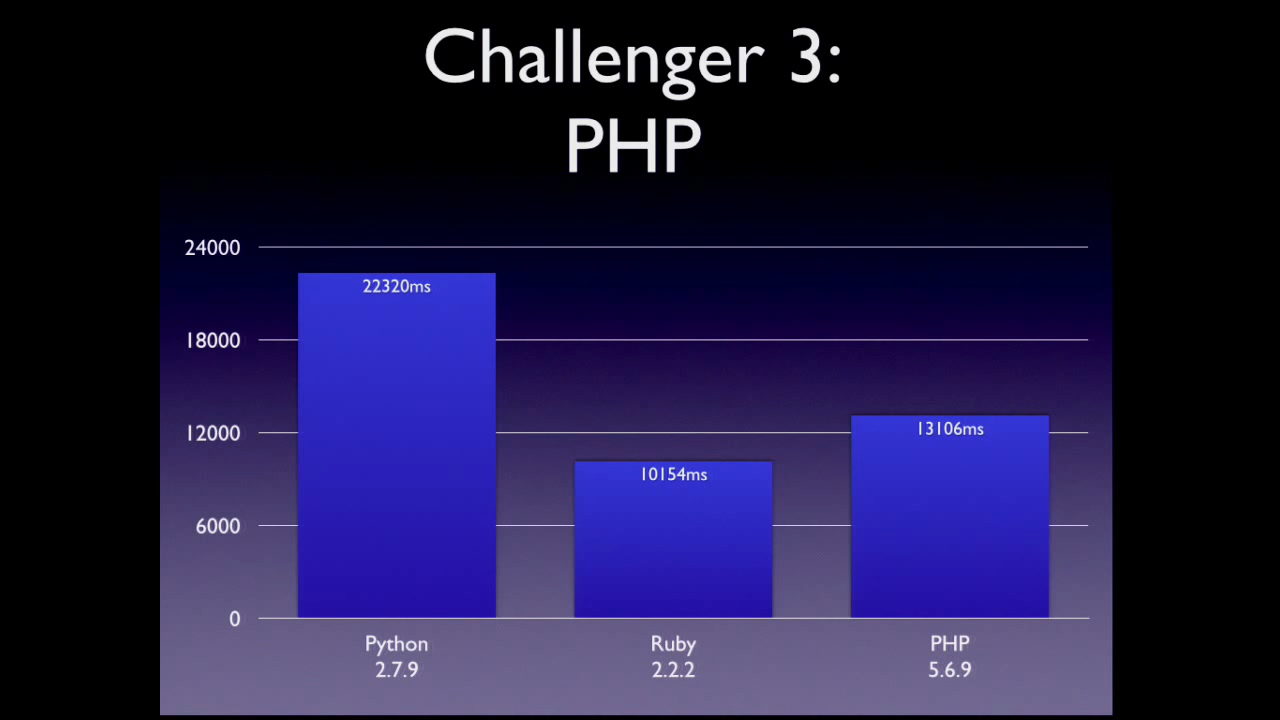 Challenger 3:
PHP
24000
22320ms
18000
12000
13106ms
10154ms
6000
0
Python
2.7.9
Ruby
2.2.2
PHP
5.6.9